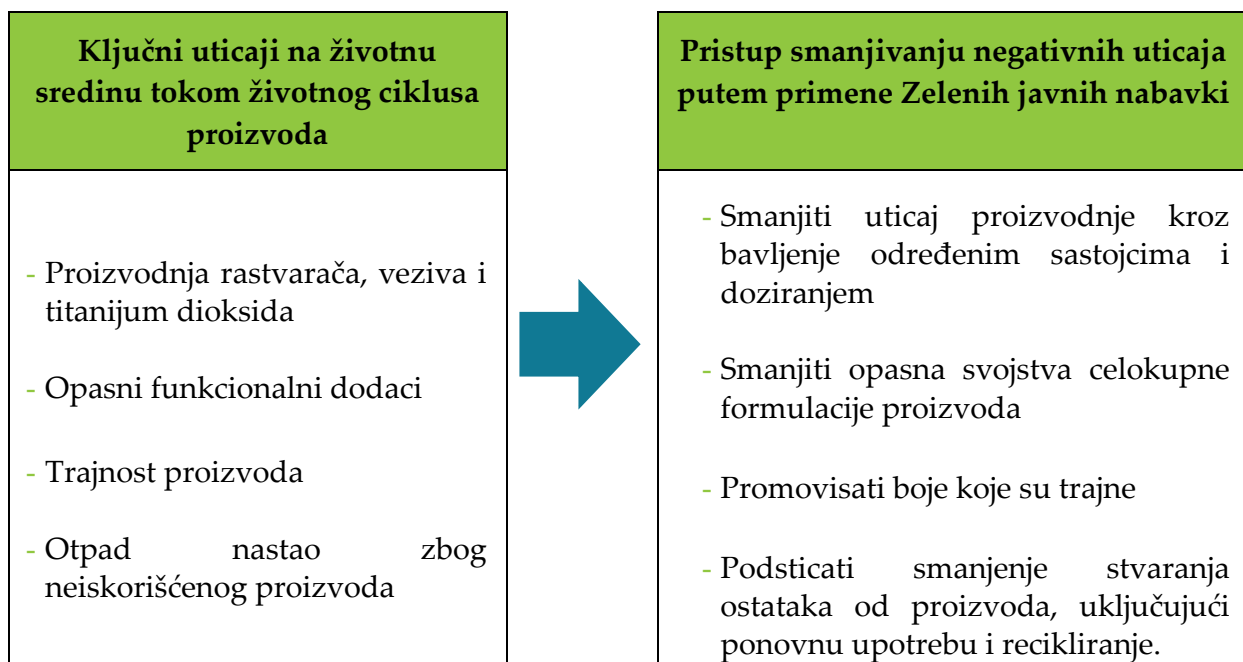 Ključni uticaji na životnu
sredinu tokom životnog ciklusa
proizvoda
- Proizvodnja rastvarača, veziva i
titanijum dioksida
- Opasni funkcionalni dodaci
- Trajnost proizvoda
- Otpad nastao zbog
neiskorišćenog proizvoda
Pristup smanjivanju negativnih uticaja
putem primene Zelenih javnih nabavki
- Smanjiti uticaj proizvodnje kroz
bavljenje određenim sastojcima i
doziranjem
- Smanjiti opasna svojstva celokupne
formulacije proizvoda
- Promovisati boje koje su trajne
- Podsticati smanjenje stvaranja
ostataka od proizvoda, uključujući
ponovnu upotrebu i recikliranje.